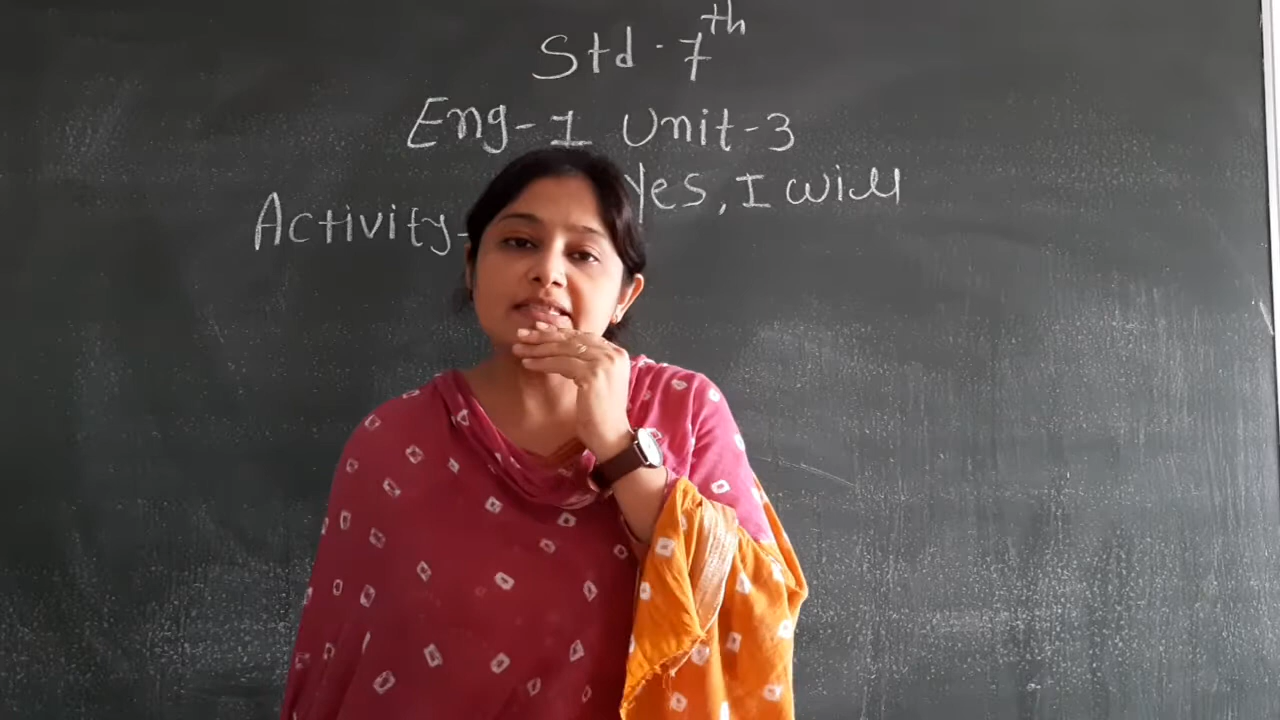 Std. 7th
Eng-1 Unit-3
Activity- Yes, I will